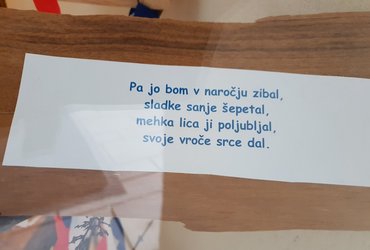 Pa jo bom v naročju zibal,
sladke sanje šepetal,
mehka lica ji poljubljal,
svoje vroče srce dal.